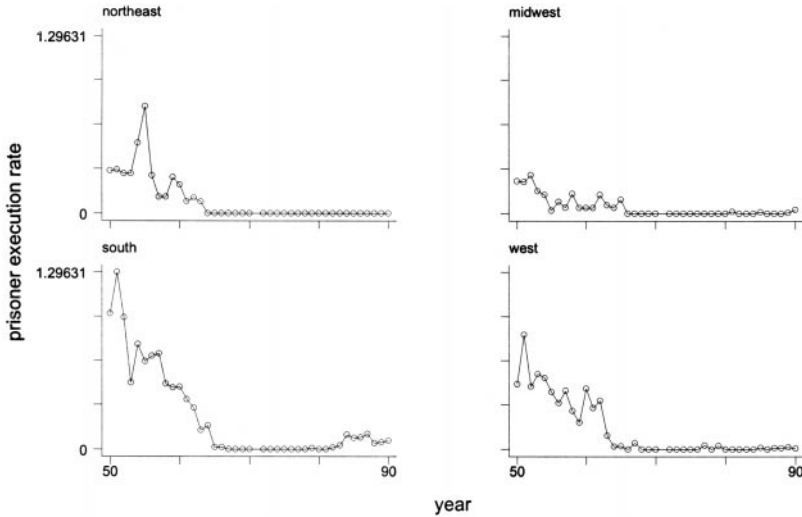 northeast
midwest
1.29631
0
prisoner execution rate
south
west
1.29631
0
50
90
50
90
year